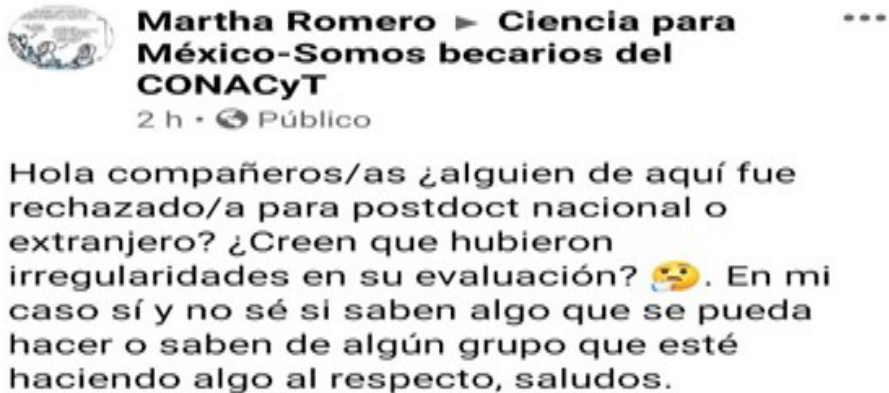 Martha Romero ► Ciencia para
México-Somos becarios del
CONACyT
2 h · Público
Hola compañeros/as ¿alguien de aquí fue
rechazado/a para postdoct nacional o
extranjero? ¿Creen que hubieron
irregularidades en su evaluación? 🤔. En mi
caso sí y no sé si saben algo que se pueda
hacer o saben de algún grupo que esté
haciendo algo al respecto, saludos.